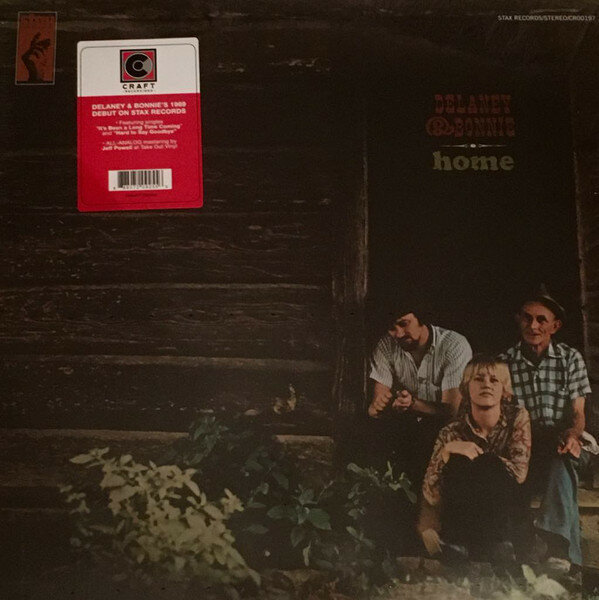 STAX RECORDS/STEREO/CR00197
CRAFT
RECORDINGS
DELANEY & BONNIE'S 1969
DEBUT ON STAX RECORDS
• Featuring singles
"It's Been a Long Time Coming"
and "Hard to Say Goodbye"
• ALL-ANALOG mastering by
Jeff Powell at Take Out Vinyl
DELANEY
& BONNIE
home